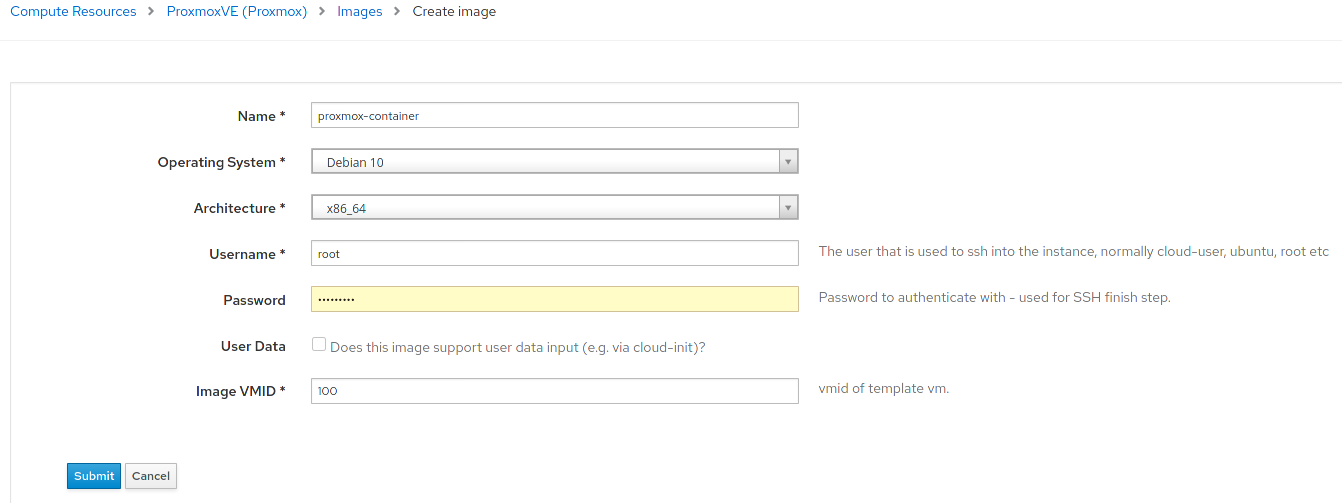 Compute Resources > ProxmoxVE (Proxmox) > Images > Create image
Name * proxmox-container
Operating System * Debian 10
Architecture * x86_64
Username * root The user that is used to ssh into the instance, normally cloud-user, ubuntu, root etc
Password ••••••••• Password to authenticate with - used for SSH finish step.
User Data Does this image support user data input (e.g. via cloud-init)?
Image VMID * 100 vmid of template vm.
Submit Cancel